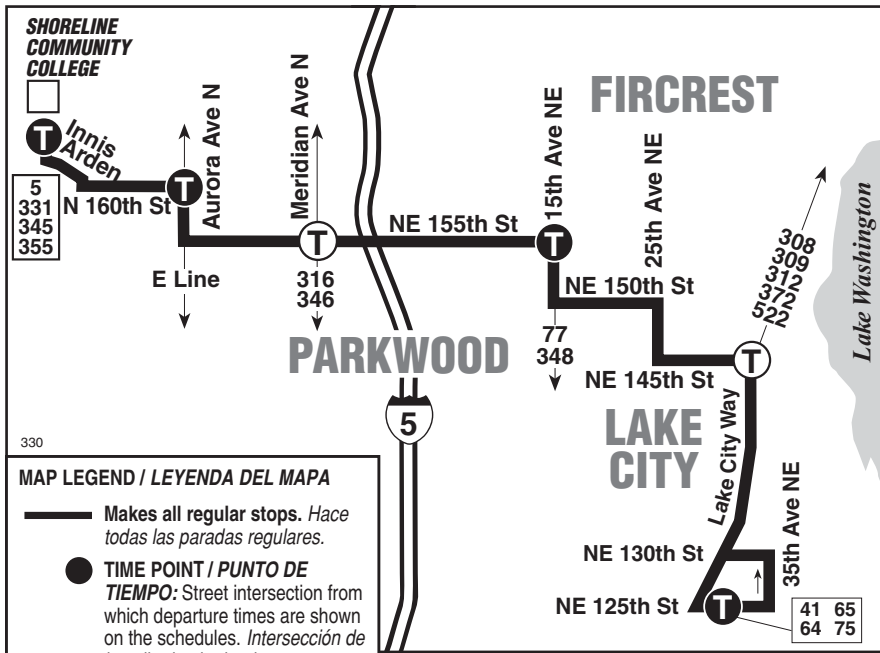 SHORELINE
COMMUNITY
COLLEGE
T
Innis
Arden
5
331
345
355
N 160th St
T
Aurora Ave N
E Line
Meridian Ave N
T
316
346
NE 155th St
PARKWOOD
5
FIRCREST
15th Ave NE
T
77
348
NE 150th St
25th Ave NE
NE 145th St
T
308
309
312
372
522
Lake Washington
LAKE
CITY
Lake City Way
35th Ave NE
NE 130th St
NE 125th St
T
41 65
64 75
330
MAP LEGEND / LEYENDA DEL MAPA
Makes all regular stops. Hace
todas las paradas regulares.
TIME POINT / PUNTO DE
TIEMPO: Street intersection from
which departure times are shown
on the schedules. Intersección de